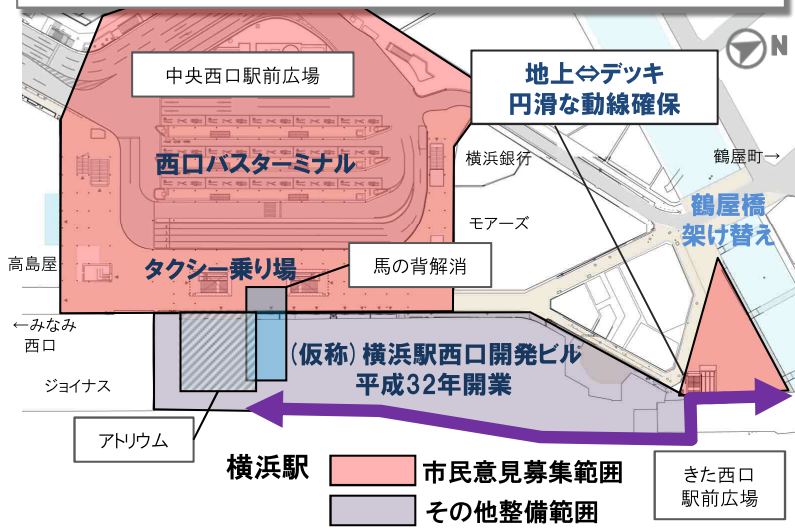 中央西口駅前広場
地上⇔デッキ
円滑な動線確保
N
西口バスターミナル
横浜銀行
鶴屋町→
モアーズ
鶴屋橋
架け替え
高島屋
タクシー乗り場
馬の背解消
←みなみ
西口
(仮称)横浜駅西口開発ビル
平成32年開業
ジョイナス
アトリウム
横浜駅
市民意見募集範囲
その他整備範囲
きた西口
駅前広場